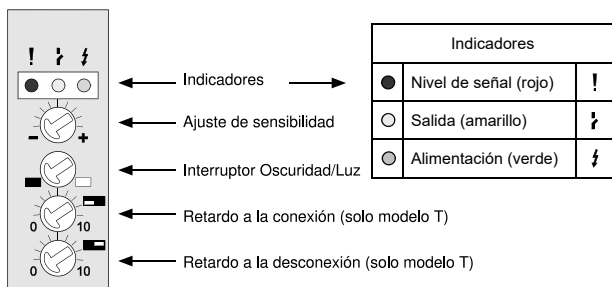 Indicadores
Indicadores
Nivel de señal (rojo) !
Salida (amarillo)
Alimentación (verde)
!
- +
Ajuste de sensibilidad
Interruptor Oscuridad/Luz
0 10
Retardo a la conexión (solo modelo T)
0 10
Retardo a la desconexión (solo modelo T)